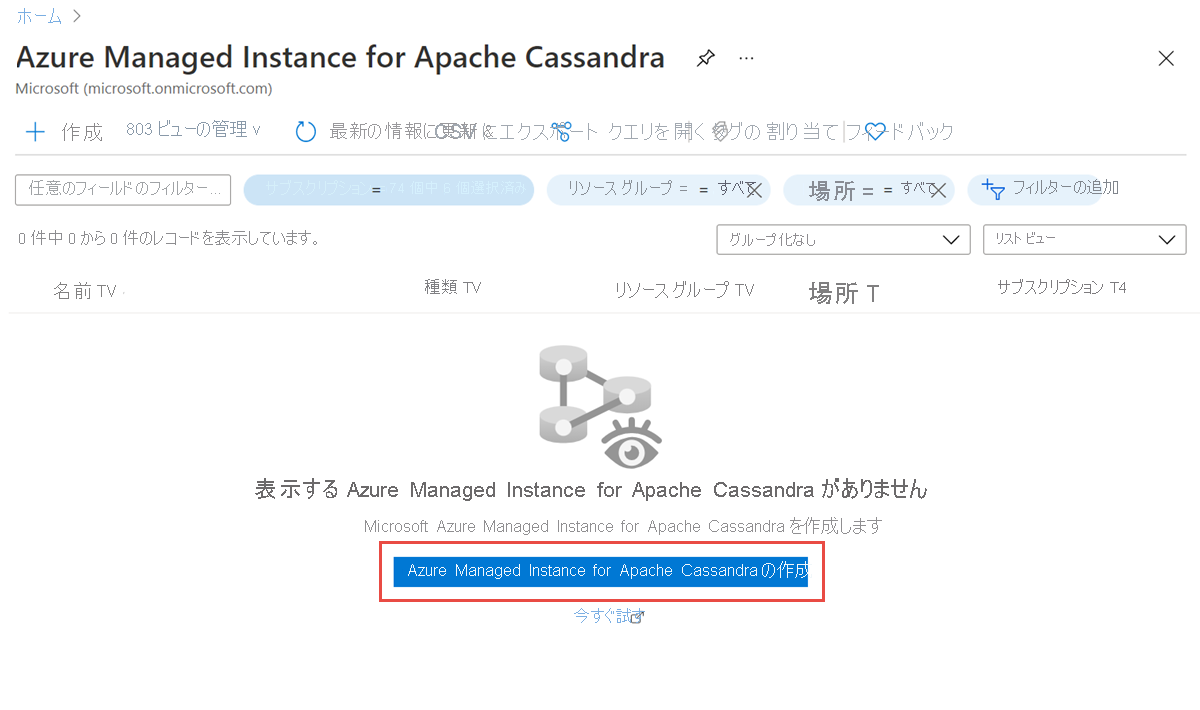 ホーム
Azure Managed Instance for Apache Cassandra
Microsoft (microsoft.onmicrosoft.com)
作成 803 ビューの管理 最新の情報に更新 CSV にエクスポート クエリを開く タグの 割り当て フィードバック
任意のフィールドのフィルター... サブスクリプション = リソース グループ = = すべて 場所 = = すべて フィルターの追加
0 件中 0 から 0 件のレコードを表示しています。 グループ化なし リスト ビュー
名前 TV 種類 TV リソース グループ TV 場所 T サブスクリプション T4
表示する Azure Managed Instance for Apache Cassandra がありません
Microsoft Azure Managed Instance for Apache Cassandra を作成します
Azure Managed Instance for Apache Cassandra の作成
今すぐ試す